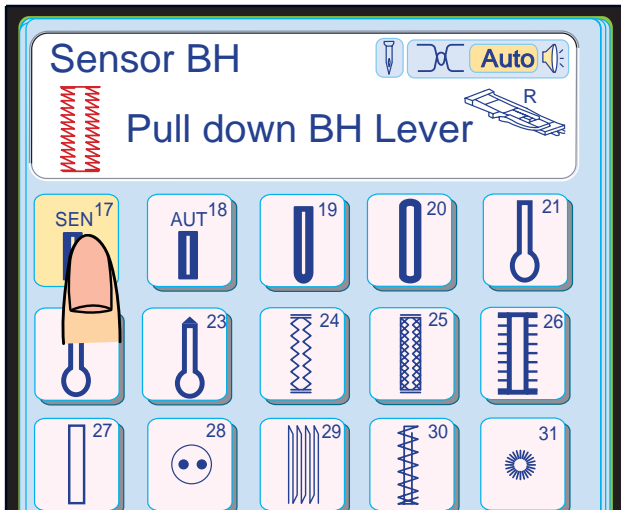 Sensor BH Auto
R
Pull down BH Lever
SEN 17 AUT 18 19 20 21
23 24 25 26
27 28 29 30 31